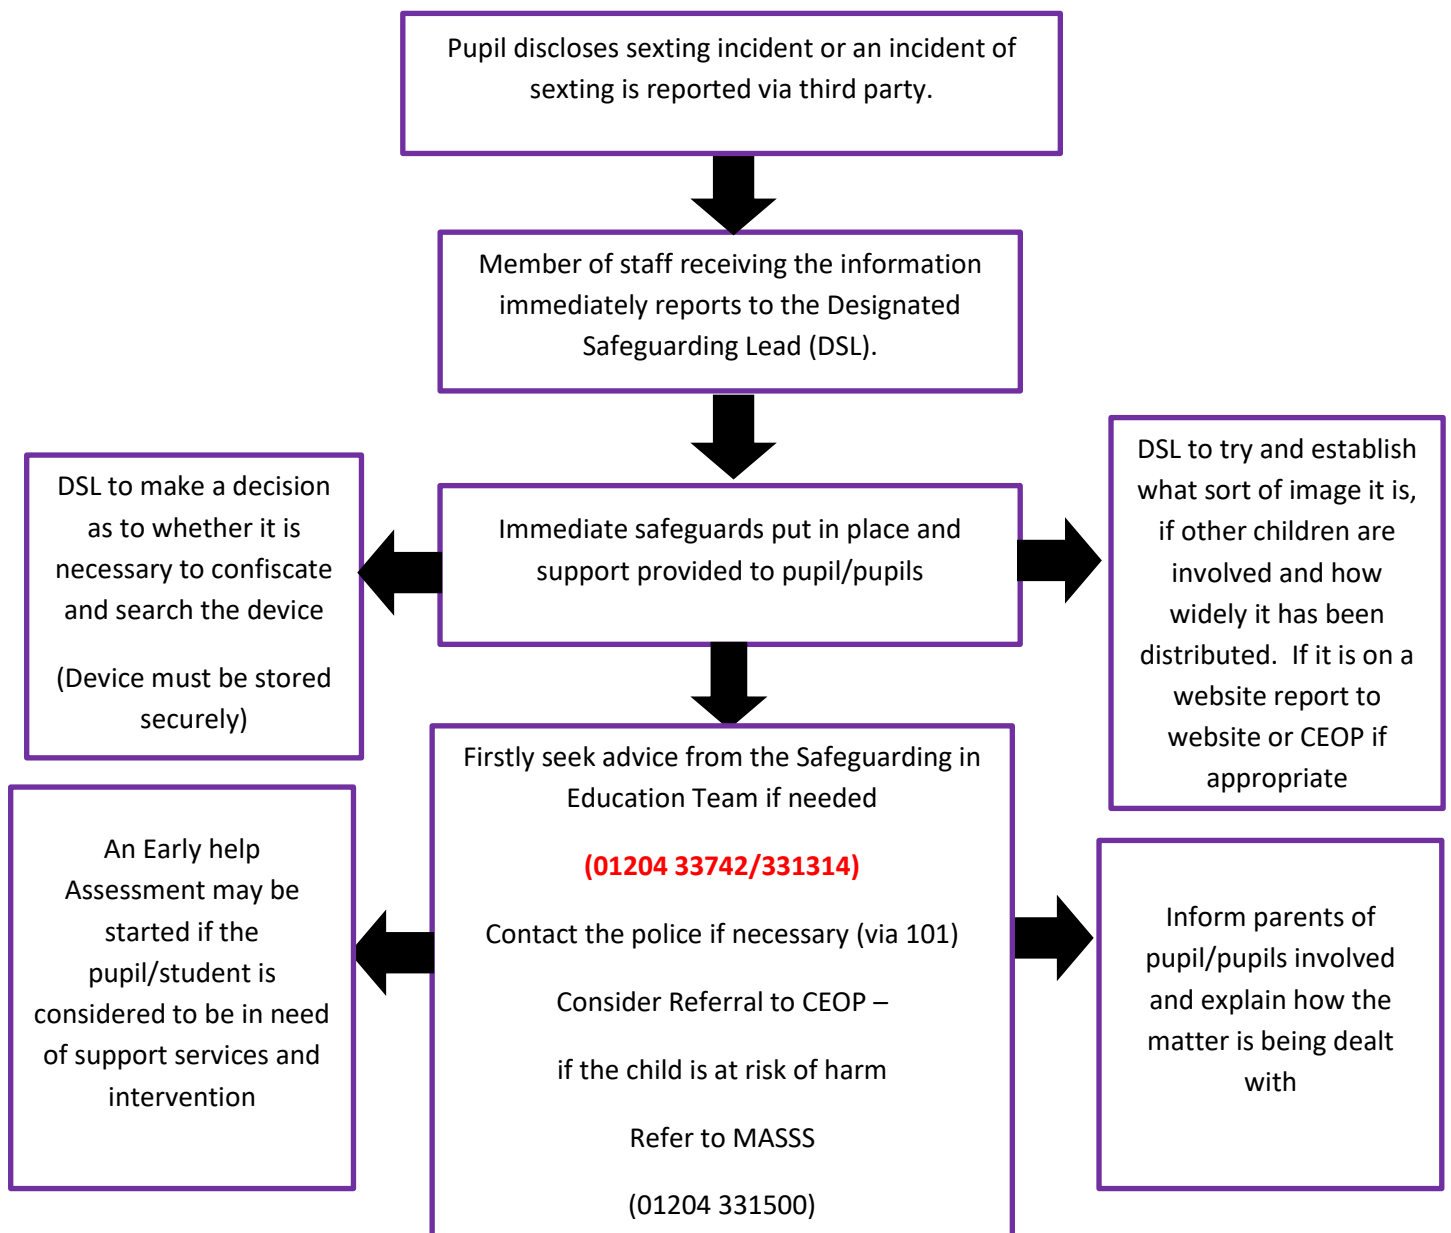 Pupil discloses sexting incident or an incident of
sexting is reported via third party.
Member of staff receiving the information
immediately reports to the Designated
Safeguarding Lead (DSL).
DSL to make a decision
as to whether it is
necessary to confiscate
and search the device
(Device must be stored
securely)
Immediate safeguards put in place and
support provided to pupil/pupils
DSL to try and establish
what sort of image it is,
if other children are
involved and how
widely it has been
distributed.  If it is on a
website report to
website or CEOP if
appropriate
An Early help
Assessment may be
started if the
pupil/student is
considered to be in need
of support services and
intervention
Firstly seek advice from the Safeguarding in
Education Team if needed
(01204 33742/331314)
Contact the police if necessary (via 101)
Consider Referral to CEOP –
if the child is at risk of harm
Refer to MASSS
(01204 331500)
Inform parents of
pupil/pupils involved
and explain how the
matter is being dealt
with